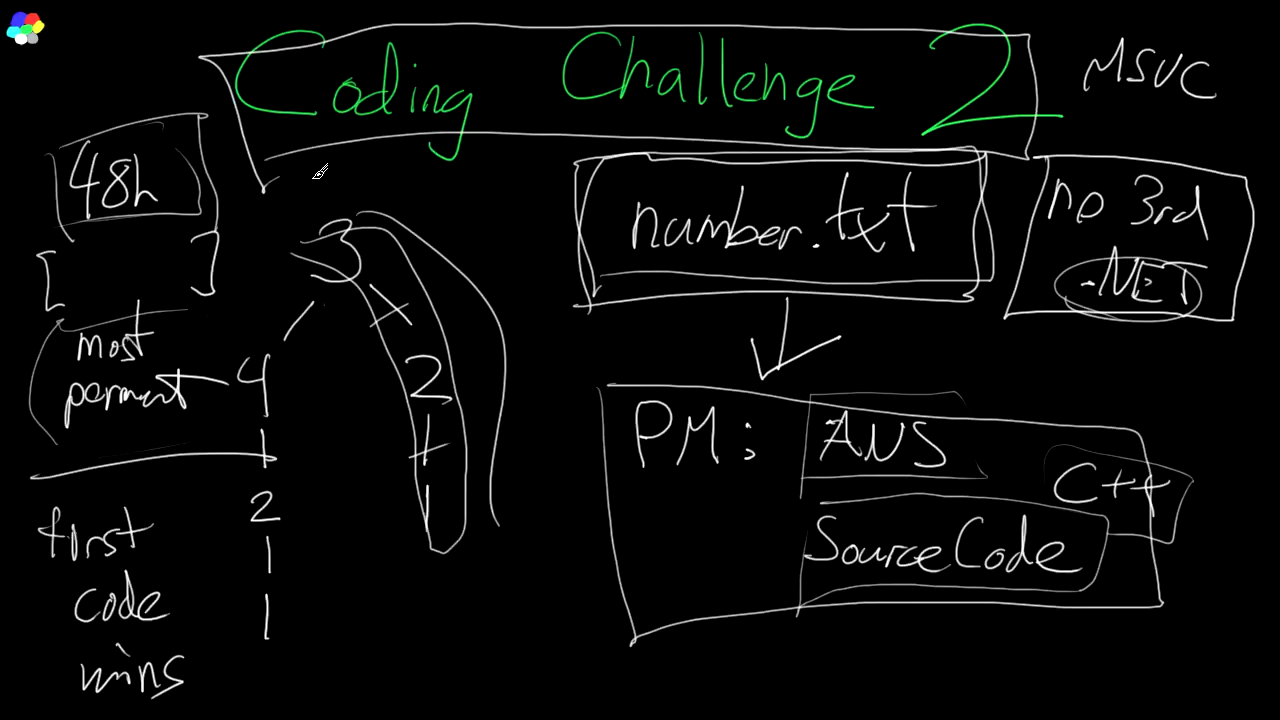 Coding Challenge 2
MSVC
48h
[ ]
most
perment
4
1
2
1
1
first
code
wins
3
×
2
+
1
number.txt
no 3rd
.NET
PM:
ANS
C++
SourceCode